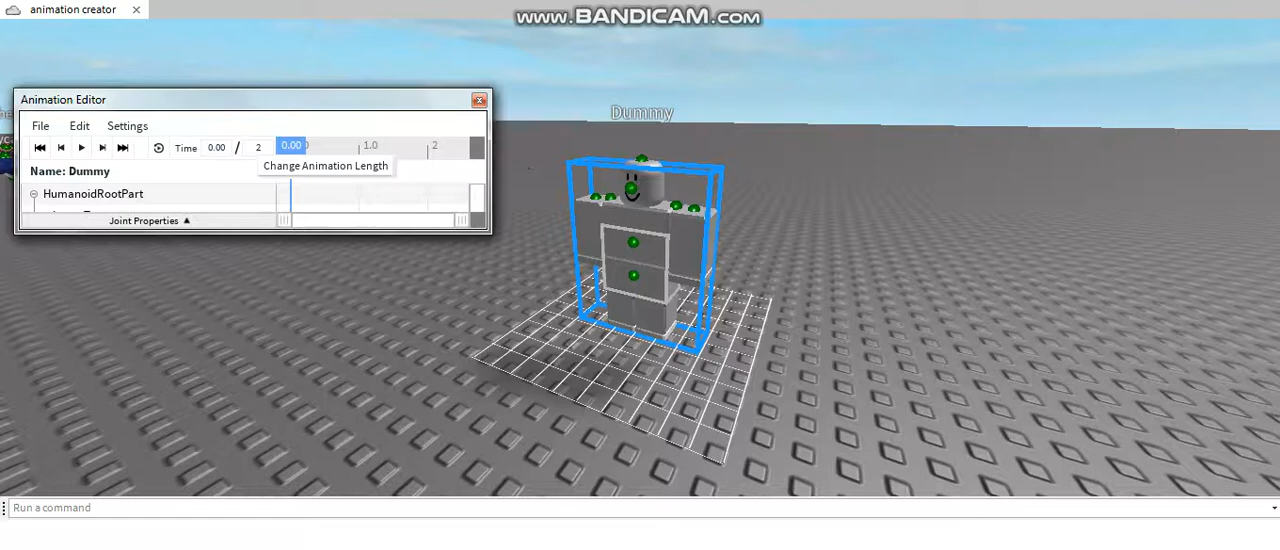 animation creator
www.BANDICAM.com
Animation Editor
Dummy
File Edit Settings
Time 0.00 / 2 0.00 1.0 2
Change Animation Length
Name: Dummy
HumanoidRootPart
Joint Properties
Run a command